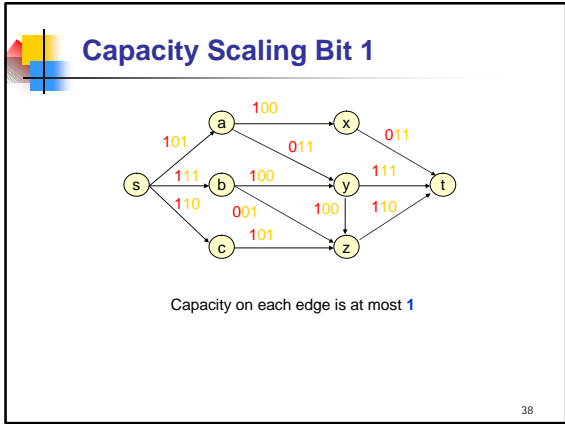 Capacity Scaling Bit 1
100
a
x
101
011
011
111
100
111
s
b
y
t
001
100
110
110
101
c
z
Capacity on each edge is at most 1
38